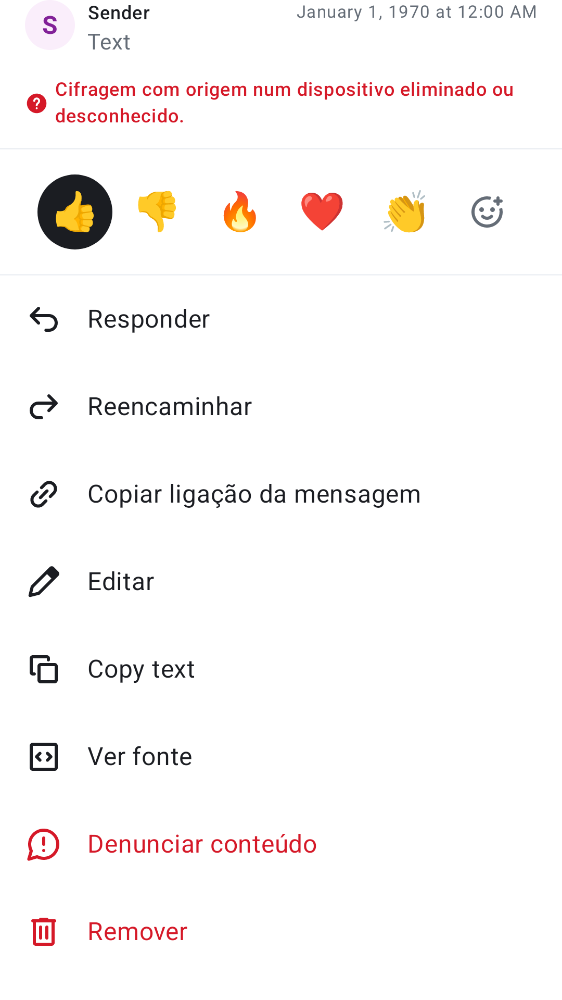 S
Sender
January 1, 1970 at 12:00 AM
Text
Cifragem com origem num dispositivo eliminado ou
desconhecido.
Responder
Reencaminhar
Copiar ligação da mensagem
Editar
Copy text
Ver fonte
Denunciar conteúdo
Remover